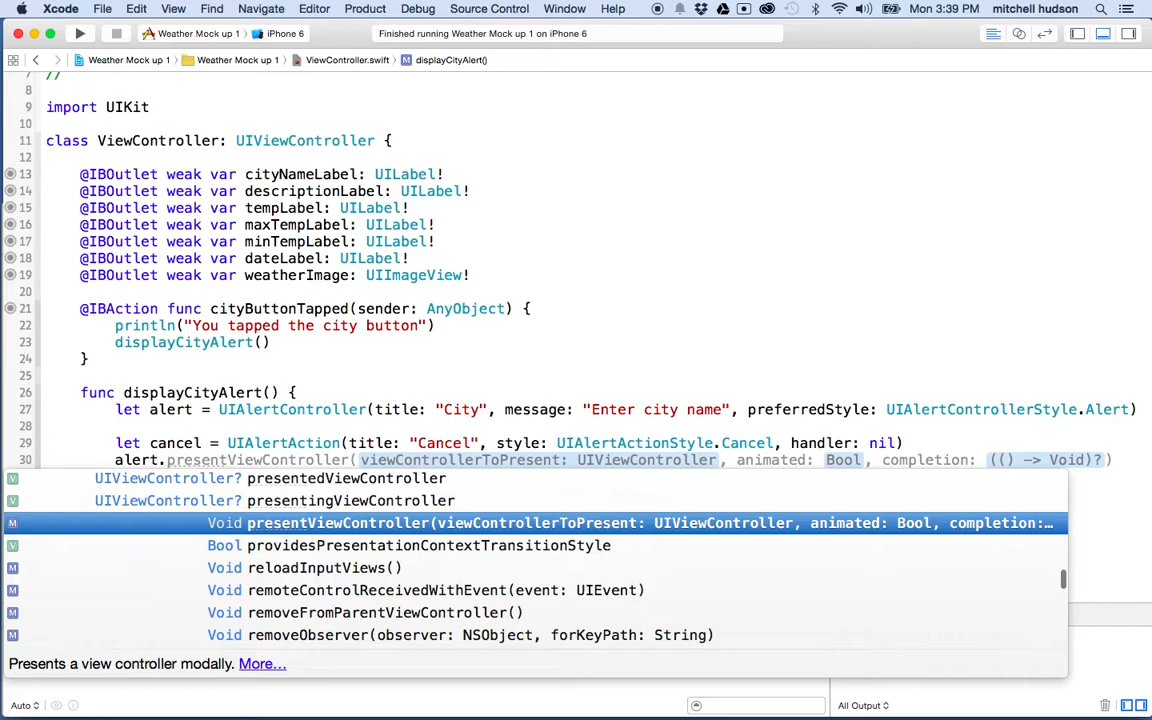 Xcode File Edit View Find Navigate Editor Product Debug Source Control Window Help Mon 3:39 PM mitchell hudson
Weather Mock up 1 iPhone 6 Finished running Weather Mock up 1 on iPhone 6
Weather Mock up 1 Weather Mock up 1 ViewController.swift M displayCityAlert()
7 //
8
9 import UIKit
10
11 class ViewController: UIViewController {
12
13 @IBOutlet weak var cityNameLabel: UILabel!
14 @IBOutlet weak var descriptionLabel: UILabel!
15 @IBOutlet weak var tempLabel: UILabel!
16 @IBOutlet weak var maxTempLabel: UILabel!
17 @IBOutlet weak var minTempLabel: UILabel!
18 @IBOutlet weak var dateLabel: UILabel!
19 @IBOutlet weak var weatherImage: UIImageView!
20
21 @IBAction func cityButtonTapped(sender: AnyObject) {
22 println("You tapped the city button")
23 displayCityAlert()
24 }
25
26 func displayCityAlert() {
27 let alert = UIAlertController(title: "City", message: "Enter city name", preferredStyle: UIAlertControllerStyle.Alert)
28
29 let cancel = UIAlertAction(title: "Cancel", style: UIAlertActionStyle.Cancel, handler: nil)
30 alert.presentViewController(viewControllerToPresent: UIViewController, animated: Bool, completion: (() -> Void)?)
V UIViewController? presentedViewController
V UIViewController? presentingViewController
M Void presentViewController(viewControllerToPresent: UIViewController, animated: Bool, completion:…
V Bool providesPresentationContextTransitionStyle
M Void reloadInputViews()
M Void remoteControlReceivedWithEvent(event: UIEvent)
M Void removeFromParentViewController()
M Void removeObserver(observer: NSObject, forKeyPath: String)
Presents a view controller modally. More…
Auto All Output